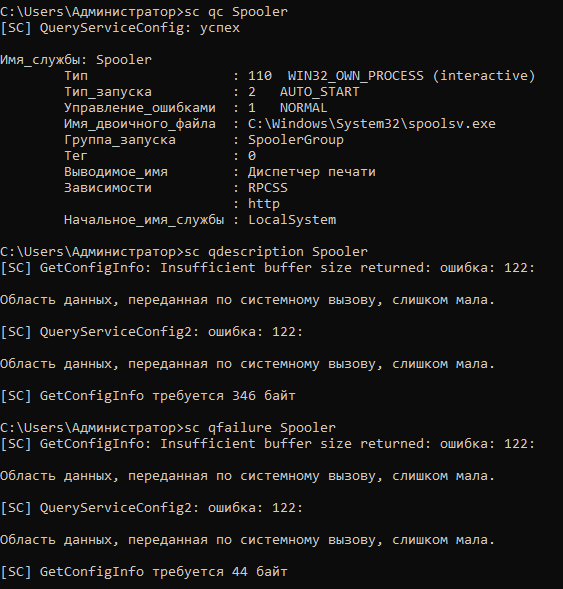 C:\Users\Администратор>sc qc Spooler
[SC] QueryServiceConfig: успех
Имя_службы: Spooler
Тип : 110 WIN32_OWN_PROCESS (interactive)
Тип_запуска : 2 AUTO_START
Управление_ошибками : 1 NORMAL
Имя_двоичного_файла : C:\Windows\System32\spoolsv.exe
Группа_запуска : SpoolerGroup
Тег : 0
Выводимое_имя : Диспетчер печати
Зависимости : RPCSS
: http
Начальное_имя_службы : LocalSystem
C:\Users\Администратор>sc qdescription Spooler
[SC] GetConfigInfo: Insufficient buffer size returned: ошибка: 122:
Область данных, переданная по системному вызову, слишком мала.
[SC] QueryServiceConfig2: ошибка: 122:
Область данных, переданная по системному вызову, слишком мала.
[SC] GetConfigInfo требуется 346 байт
C:\Users\Администратор>sc qfailure Spooler
[SC] GetConfigInfo: Insufficient buffer size returned: ошибка: 122:
Область данных, переданная по системному вызову, слишком мала.
[SC] QueryServiceConfig2: ошибка: 122:
Область данных, переданная по системному вызову, слишком мала.
[SC] GetConfigInfo требуется 44 байт